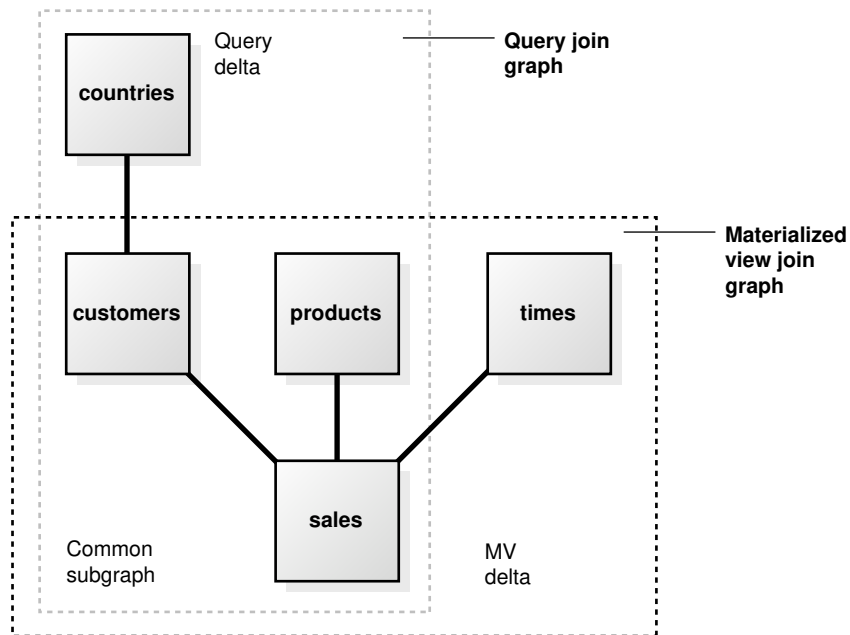 Query
delta
Query join
graph
countries
Materialized
view join
graph
customers
products
times
sales
Common
subgraph
MV
delta